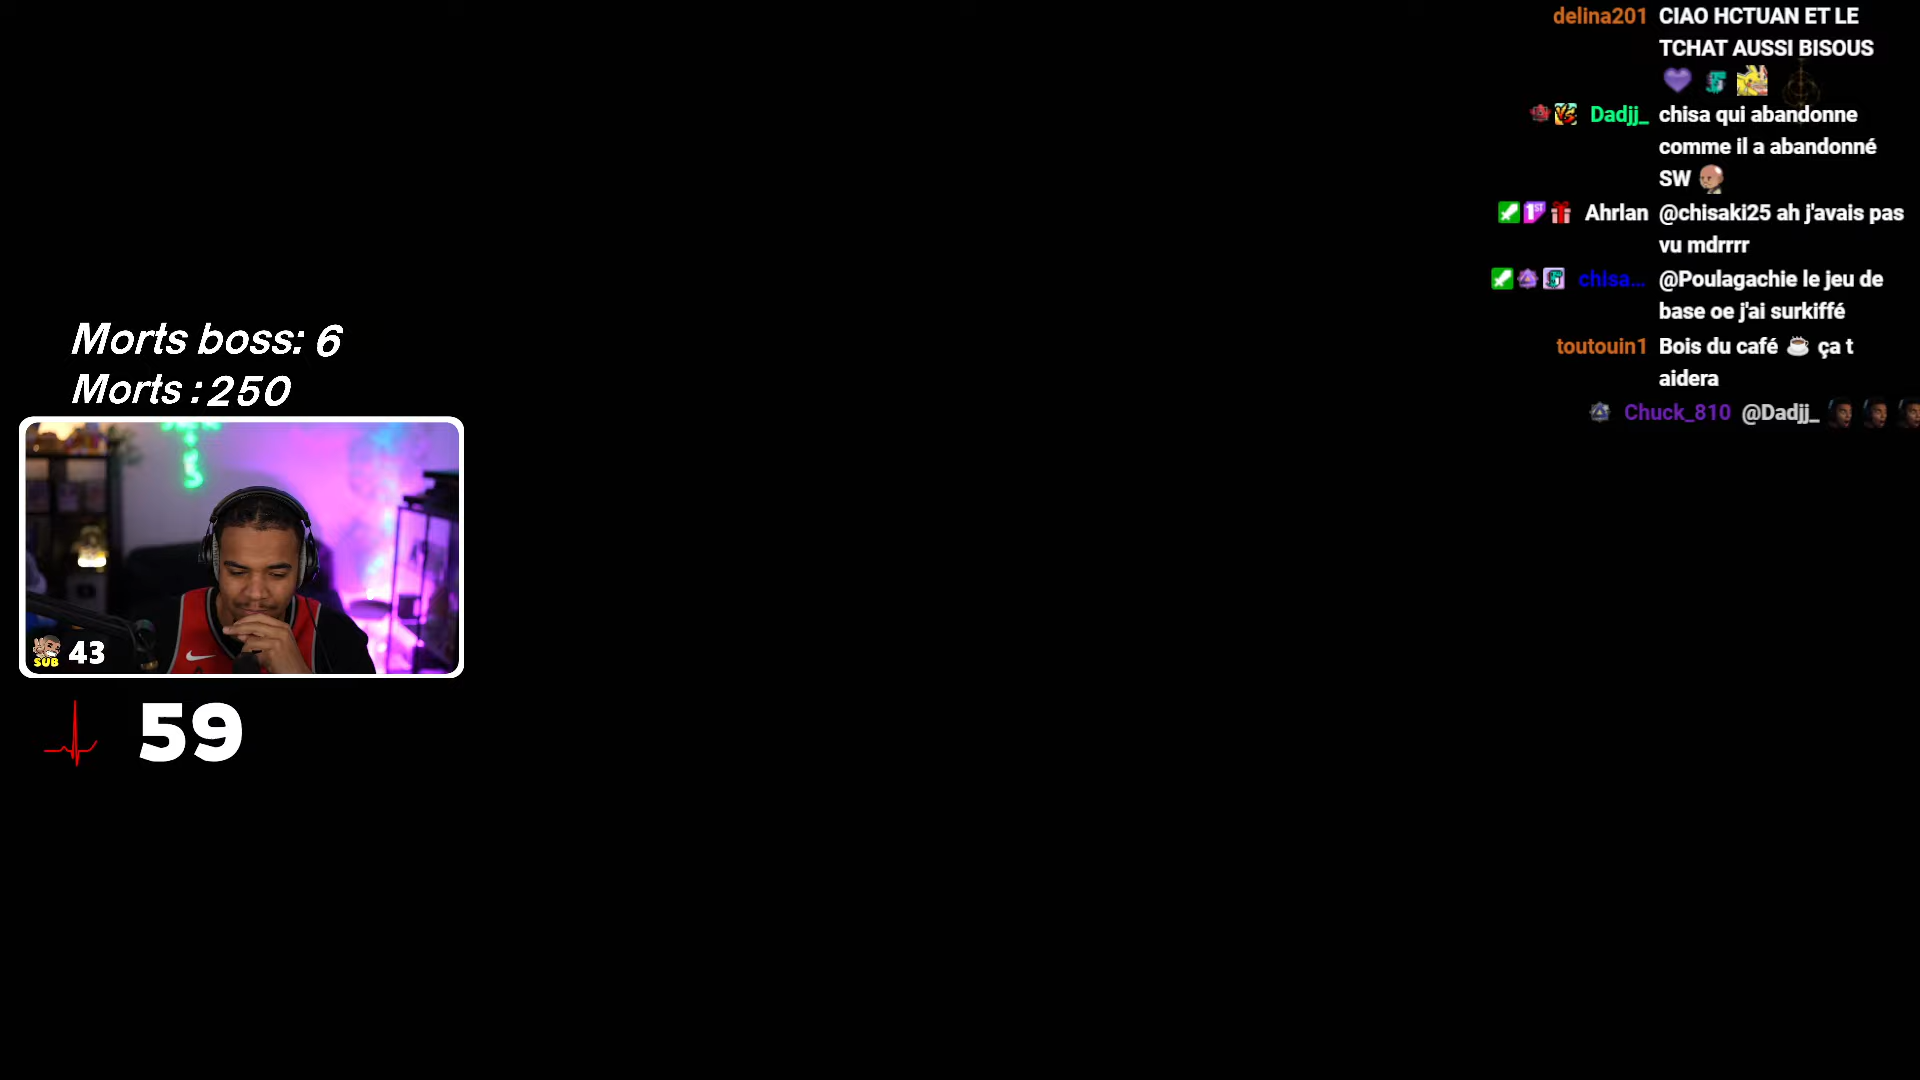 delina201 CIAO HCTUAN ET LE
TCHAT AUSSI BISOUS
Dadjj_ chisa qui abandonne
comme il a abandonné
SW
1ST Ahrlan @chisaki25 ah j'avais pas
vu mdrrrr
chisa... @Poulagachie le jeu de
base oe j'ai surkiffé
toutouin1 Bois du café ça t
aidera
Chuck_810 @Dadjj_
Morts boss: 6
Morts : 250
SUB 43
59